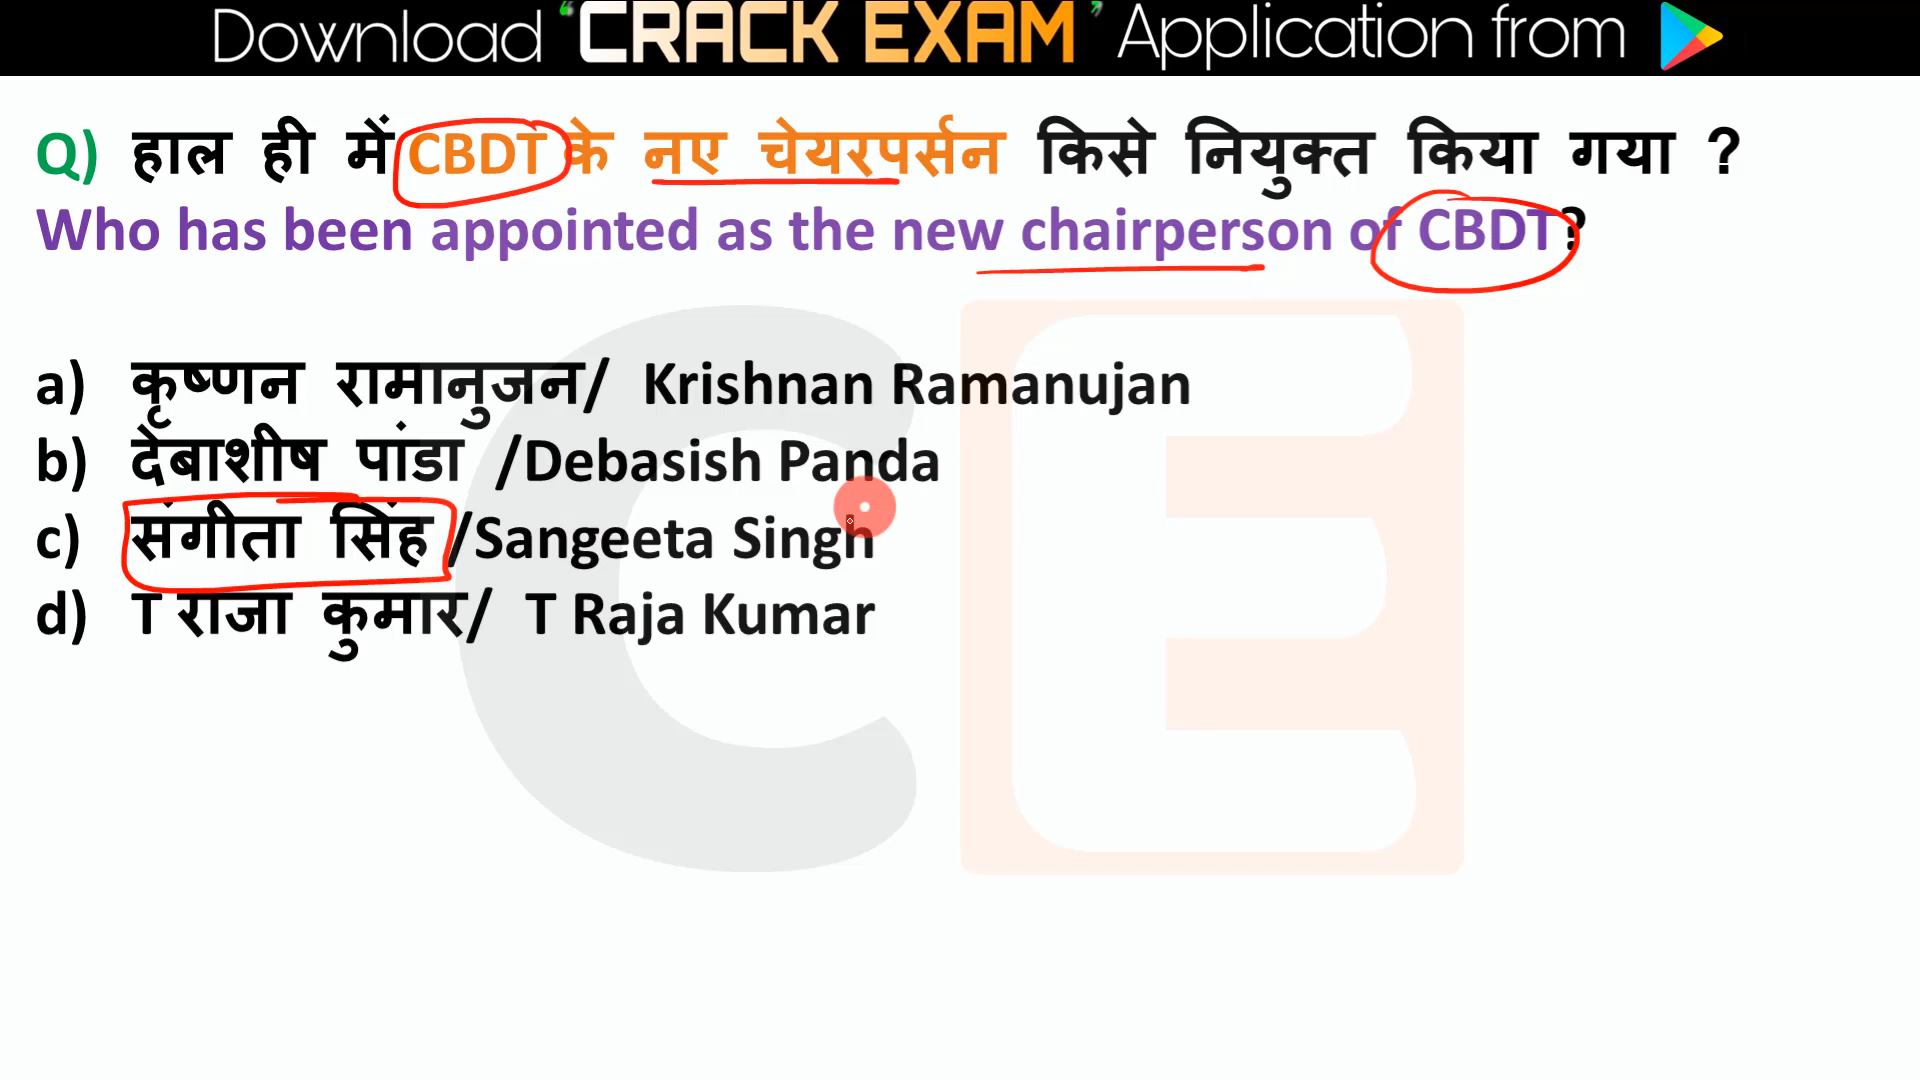 Download 'CRACK EXAM' Application from
Q) हाल ही में CBDT के नए चेयरपर्सन किसे नियुक्त किया गया ?
Who has been appointed as the new chairperson of CBDT?
a) कृष्णन रामानुजन/ Krishnan Ramanujan
b) देबाशीष पांडा /Debasish Panda
c) संगीता सिंह /Sangeeta Singh
d) T राजा कुमार/ T Raja Kumar
CE